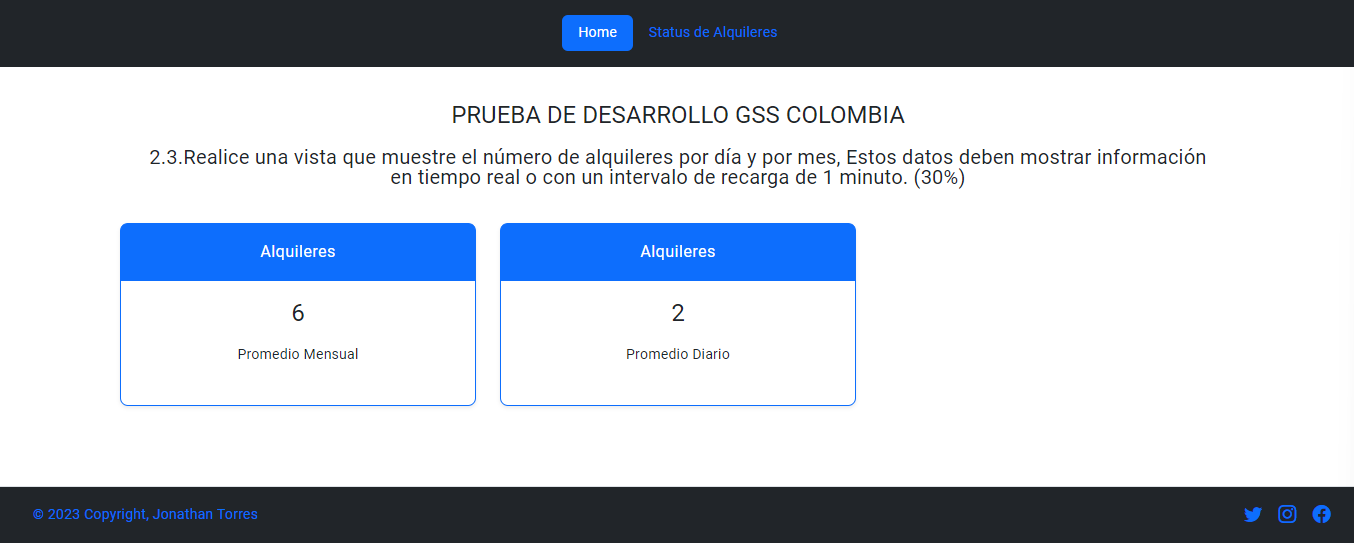 Home Status de Alquileres
PRUEBA DE DESARROLLO GSS COLOMBIA
2.3.Realice una vista que muestre el número de alquileres por día y por mes, Estos datos deben mostrar información
en tiempo real o con un intervalo de recarga de 1 minuto. (30%)
Alquileres
6
Promedio Mensual
Alquileres
2
Promedio Diario
© 2023 Copyright, Jonathan Torres